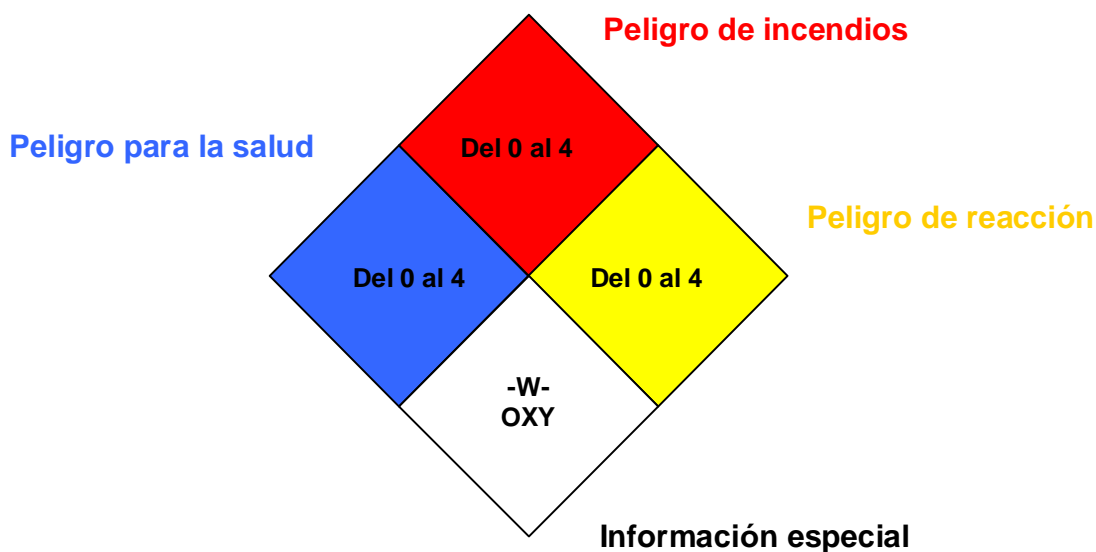 Peligro de incendios
Peligro para la salud
Del 0 al 4
Peligro de reacción
Del 0 al 4
Del 0 al 4
-W-
OXY
Información especial